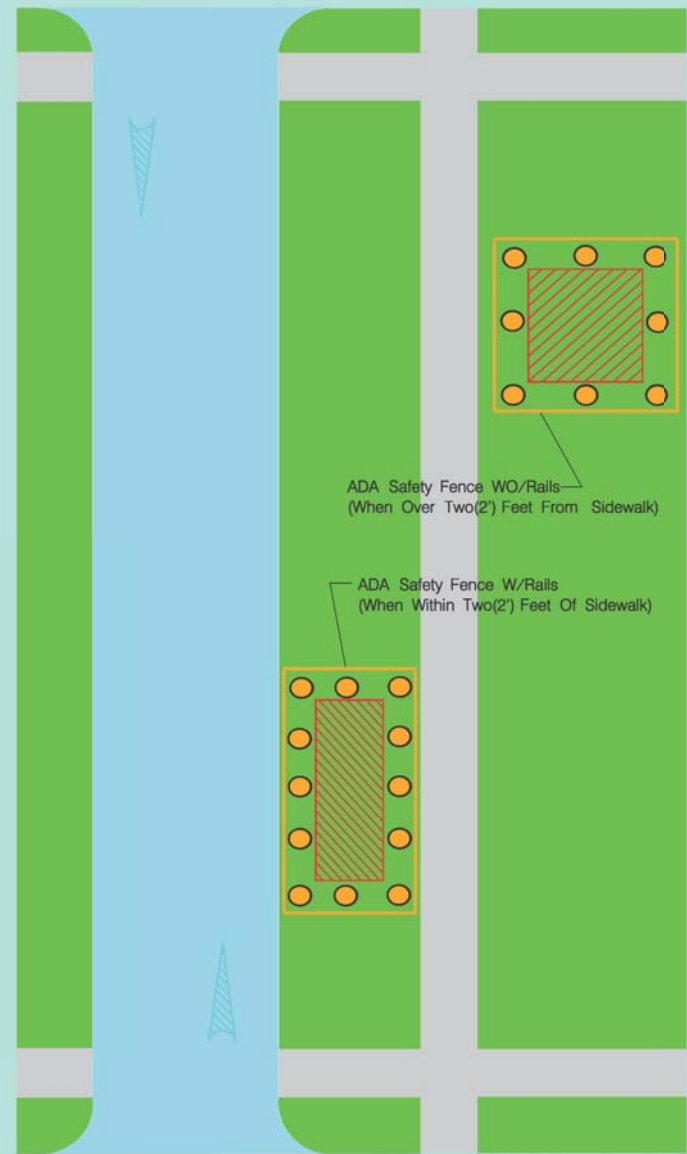 ADA Safety Fence WO/Rails
(When Over Two(2') Feet From Sidewalk)
ADA Safety Fence W/Rails
(When Within Two(2') Feet Of Sidewalk)